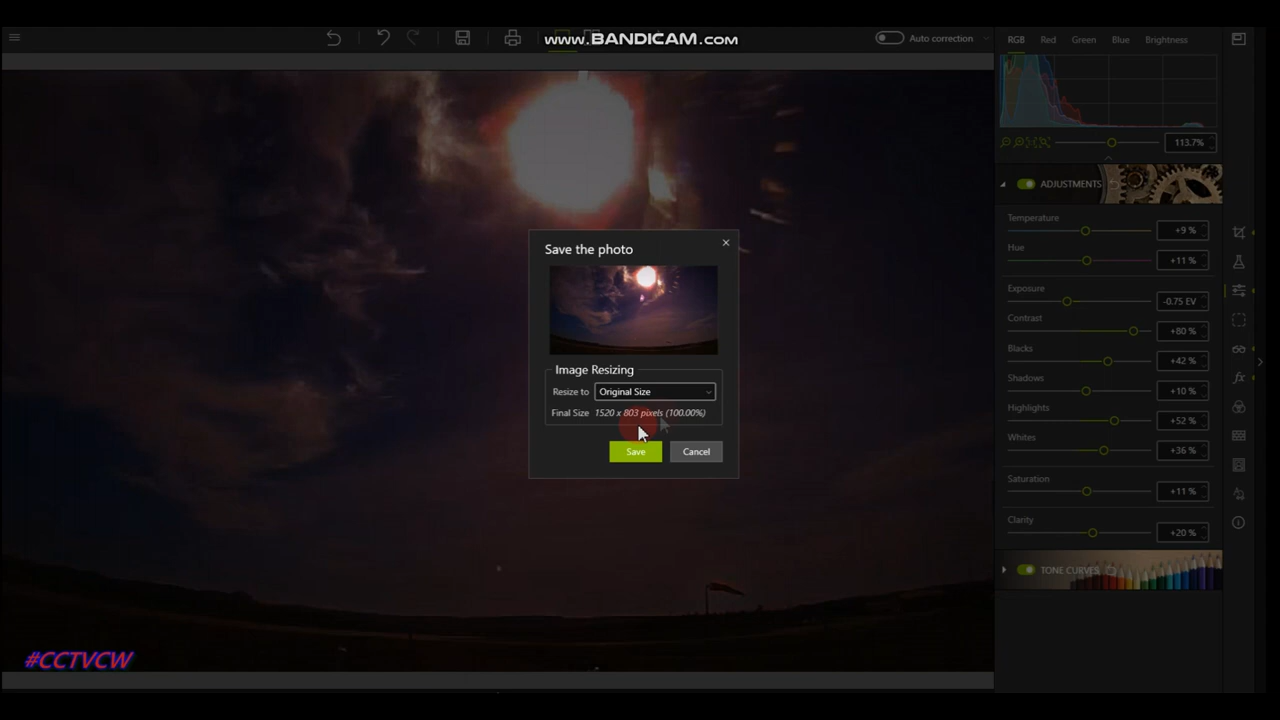 www.BANDICAM.com
Auto correction
RGB Red Green Blue Brightness
113.7%
ADJUSTMENTS
Temperature +9 %
Hue +11 %
Exposure -0.75 EV
Contrast +80 %
Blacks +42 %
Shadows +10 %
Highlights +52 %
Whites +36 %
Saturation +11 %
Clarity +20 %
TONE CURVES
Save the photo
Image Resizing
Resize to Original Size
Final Size 1520 x 803 pixels (100.00%)
Save Cancel
#CCTVCW